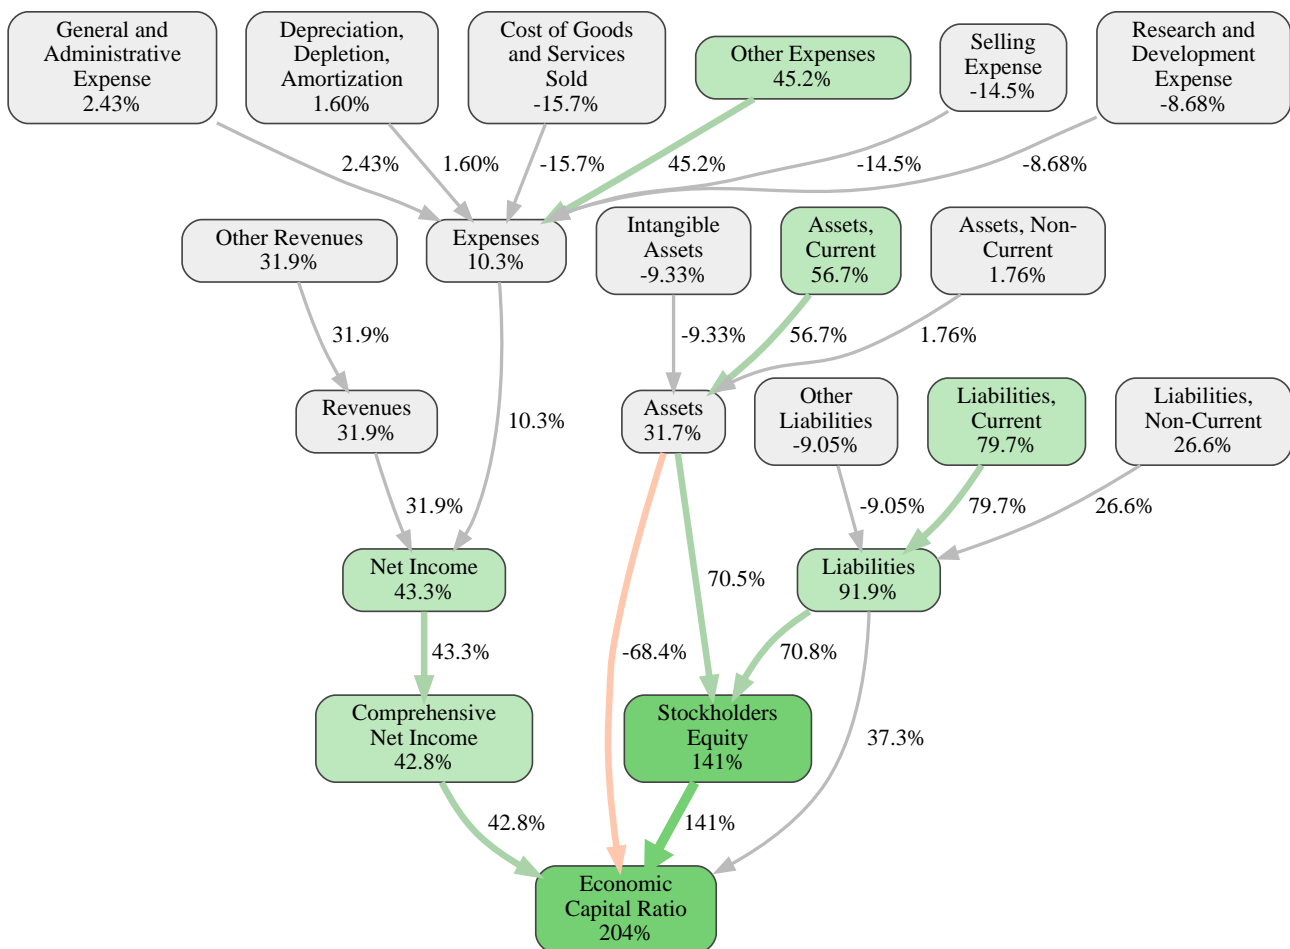 General and
Administrative
Expense
2.43%
Depreciation,
Depletion,
Amortization
1.60%
Cost of Goods
and Services
Sold
-15.7%
Other Expenses
45.2%
Selling
Expense
-14.5%
Research and
Development
Expense
-8.68%
2.43%
1.60%
-15.7%
45.2%
-14.5%
-8.68%
Other Revenues
31.9%
Expenses
10.3%
Intangible
Assets
-9.33%
Assets,
Current
56.7%
Assets, Non-
Current
1.76%
31.9%
-9.33%
56.7%
1.76%
Revenues
31.9%
10.3%
Assets
31.7%
Other
Liabilities
-9.05%
Liabilities,
Current
79.7%
Liabilities,
Non-Current
26.6%
31.9%
-9.05%
79.7%
26.6%
Net Income
43.3%
70.5%
Liabilities
91.9%
43.3%
-68.4%
70.8%
Comprehensive
Net Income
42.8%
Stockholders
Equity
141%
37.3%
42.8%
141%
Economic
Capital Ratio
204%